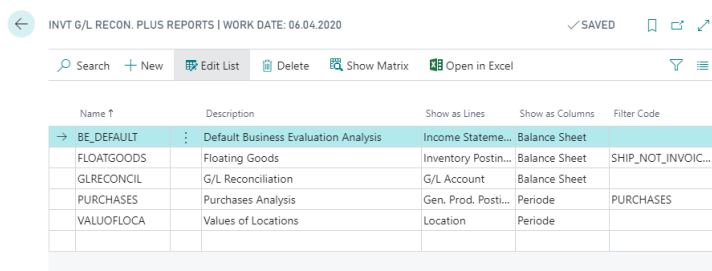 INVT G/L RECON. PLUS REPORTS | WORK DATE: 06.04.2020 ✓SAVED
Search + New Edit List Delete Show Matrix Open in Excel
Name ↑ Description Show as Lines Show as Columns Filter Code
→ BE_DEFAULT ⋮ Default Business Evaluation Analysis Income Stateme... Balance Sheet
FLOATGOODS Floating Goods Inventory Postin... Balance Sheet SHIP_NOT_INVOIC...
GLRECONCIL G/L Reconciliation G/L Account Balance Sheet
PURCHASES Purchases Analysis Gen. Prod. Posti... Periode PURCHASES
VALUOFLOCA Values of Locations Location Periode